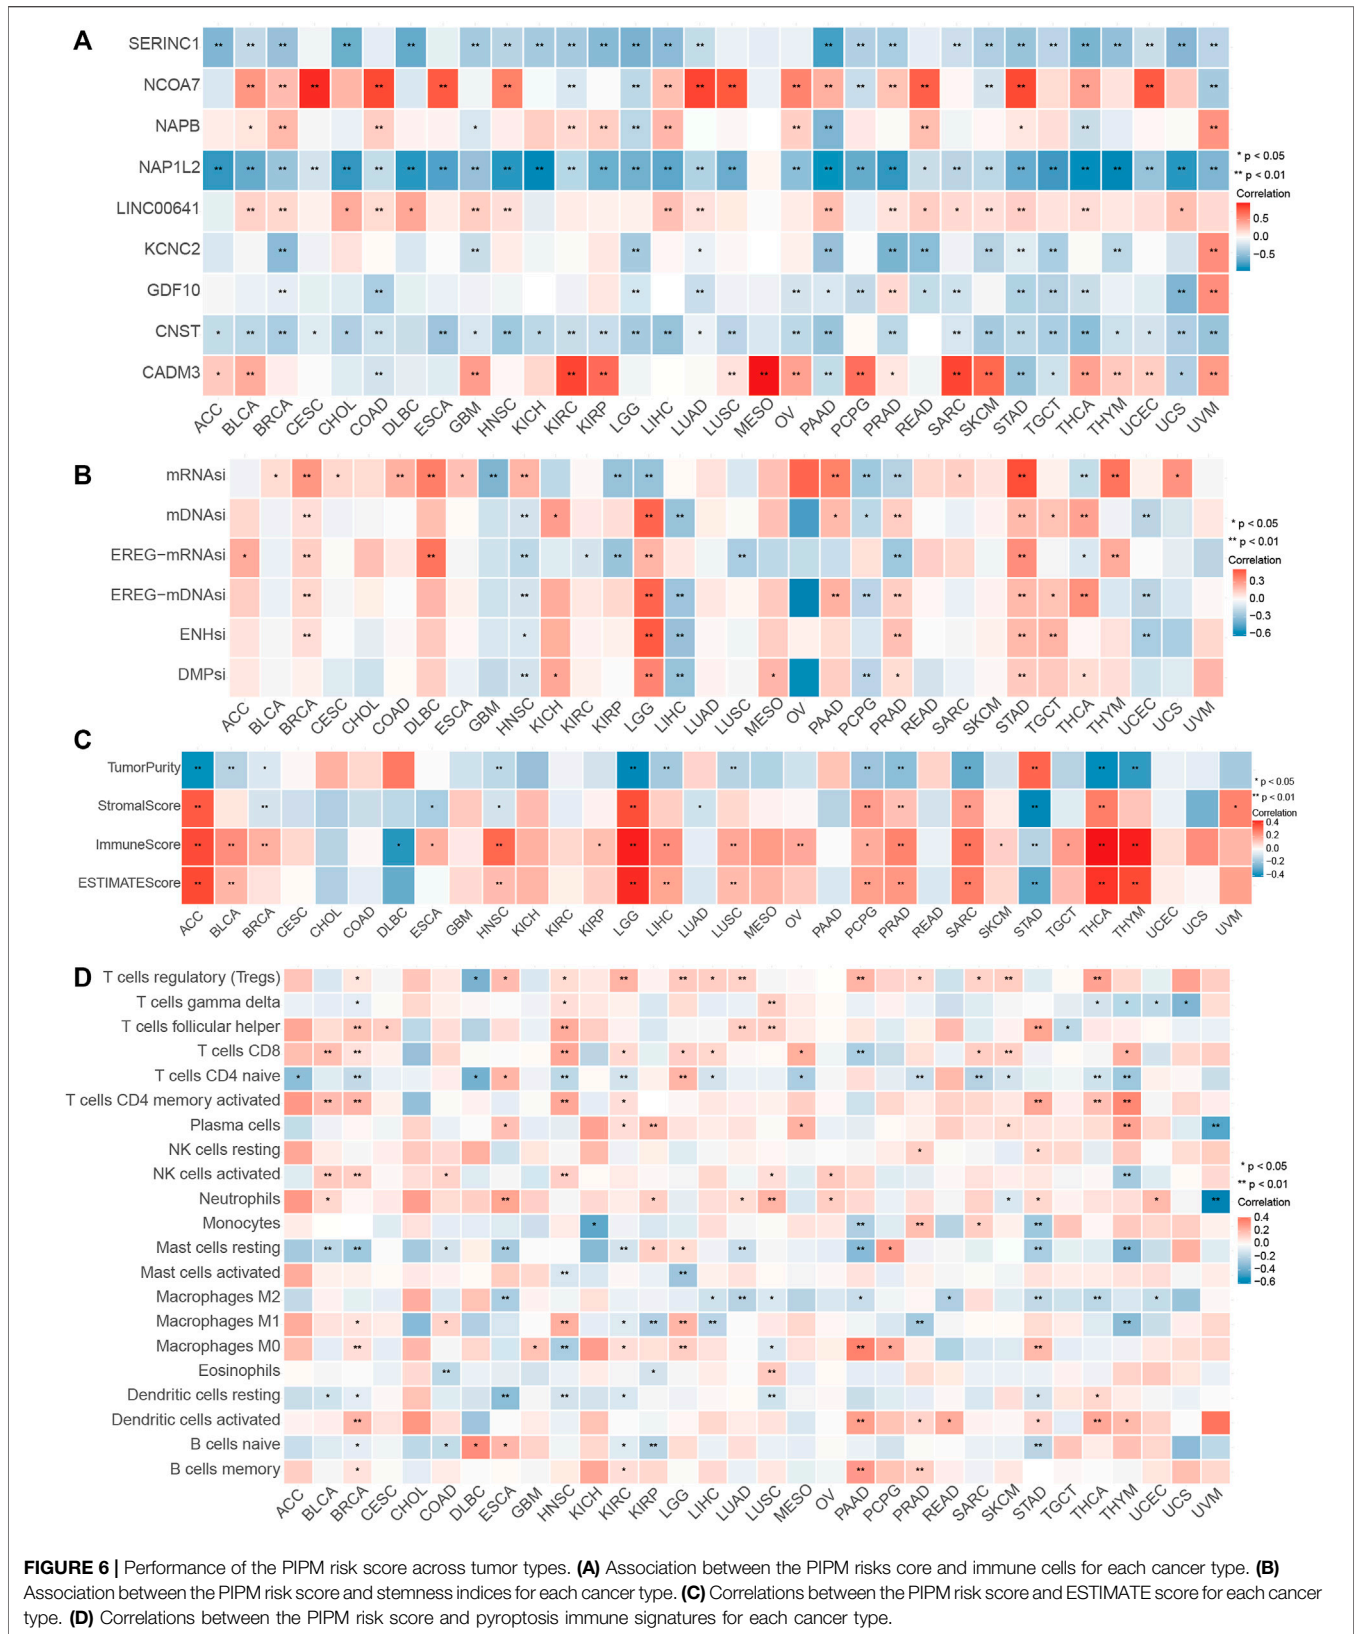 A
SERINC1
NCOA7
NAPB
NAP1L2
LINC00641
KCNC2
GDF10
CNST
CADM3
* p < 0.05
** p < 0.01
Correlation
0.5
0.0
−0.5
ACC BLCA BRCA CESC CHOL COAD DLBC ESCA GBM HNSC KICH KIRC KIRP LGG LIHC LUAD LUSC MESO OV PAAD PCPG PRAD READ SARC SKCM STAD TGCT THCA THYM UCEC UCS UVM
B
mRNAsi
mDNAsi
EREG−mRNAsi
EREG−mDNAsi
ENHsi
DMPsi
* p < 0.05
** p < 0.01
Correlation
0.3
0.0
−0.3
−0.6
ACC BLCA BRCA CESC CHOL COAD DLBC ESCA GBM HNSC KICH KIRC KIRP LGG LIHC LUAD LUSC MESO OV PAAD PCPG PRAD READ SARC SKCM STAD TGCT THCA THYM UCEC UCS UVM
C
TumorPurity
StromalScore
ImmuneScore
ESTIMATEScore
* p < 0.05
** p < 0.01
Correlation
0.4
0.2
0.0
−0.2
−0.4
ACC BLCA BRCA CESC CHOL COAD DLBC ESCA GBM HNSC KICH KIRC KIRP LGG LIHC LUAD LUSC MESO OV PAAD PCPG PRAD READ SARC SKCM STAD TGCT THCA THYM UCEC UCS UVM
D
T cells regulatory (Tregs)
T cells gamma delta
T cells follicular helper
T cells CD8
T cells CD4 naive
T cells CD4 memory activated
Plasma cells
NK cells resting
NK cells activated
Neutrophils
Monocytes
Mast cells resting
Mast cells activated
Macrophages M2
Macrophages M1
Macrophages M0
Eosinophils
Dendritic cells resting
Dendritic cells activated
B cells naive
B cells memory
* p < 0.05
** p < 0.01
Correlation
0.4
0.2
0.0
−0.2
−0.4
−0.6
ACC BLCA BRCA CESC CHOL COAD DLBC ESCA GBM HNSC KICH KIRC KIRP LGG LIHC LUAD LUSC MESO OV PAAD PCPG PRAD READ SARC SKCM STAD TGCT THCA THYM UCEC UCS UVM
FIGURE 6 | Performance of the PIPM risk score across tumor types. (A) Association between the PIPM risks core and immune cells for each cancer type. (B)
Association between the PIPM risk score and stemness indices for each cancer type. (C) Correlations between the PIPM risk score and ESTIMATE score for each cancer
type. (D) Correlations between the PIPM risk score and pyroptosis immune signatures for each cancer type.